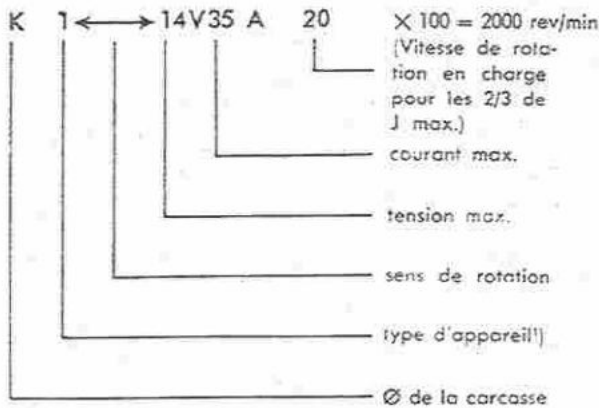 K 1 ⟷ 14V35 A 20 × 100 = 2000 rev/min
(Vitesse de rota-
tion en charge
pour les 2/3 de
J max.)
courant max.
tension max.
sens de rotation
type d'appareil¹)
Ø de la carcasse